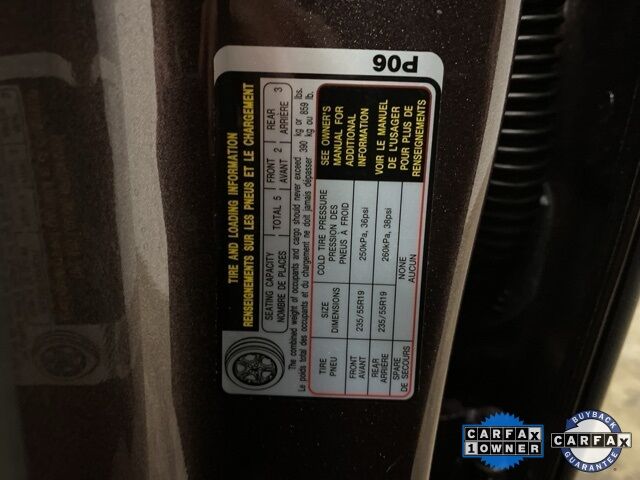 P06
TIRE AND LOADING INFORMATION
RENSEIGNEMENTS SUR LES PNEUS ET LE CHARGEMENT
SEATING CAPACITY TOTAL 5 FRONT 2 REAR 3
NOMBRE DE PLACES AVANT ARRIÈRE
The combined weight of occupants and cargo should never exceed 390 kg or 859 lbs.
Le poids total des occupants et du chargement ne doit jamais dépasser kg ou lb.
TIRE SIZE COLD TIRE PRESSURE
PNEU DIMENSIONS PRESSION DES
PNEUS À FROID
FRONT
AVANT 235/55R19 250kPa, 36psi
REAR
ARRIÈRE 235/55R19 260kPa, 38psi
SPARE NONE
DE SECOURS AUCUN
SEE OWNER'S
MANUAL FOR
ADDITIONAL
INFORMATION
VOIR LE MANUEL
DE L'USAGER
POUR PLUS DE
RENSEIGNEMENTS
CARFAX
1 OWNER
BUYBACK
CARFAX
GUARANTEE